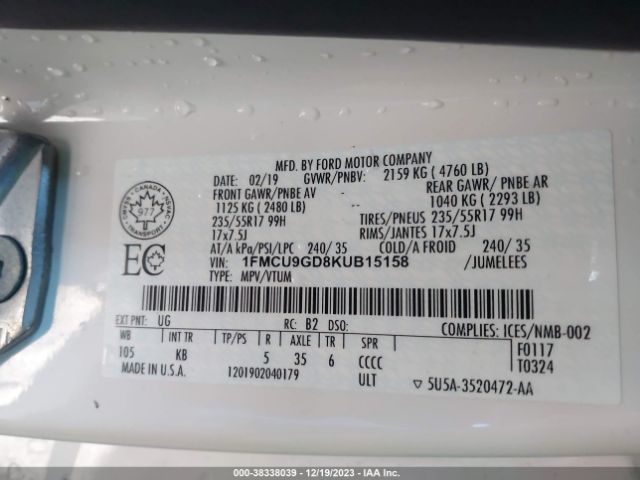 MFD. BY FORD MOTOR COMPANY
DATE: 02/19 GVWR/PNBV: 2159 KG ( 4760 LB)
FRONT GAWR/PNBE AV REAR GAWR/ PNBE AR
1125 KG ( 2480 LB) 1040 KG ( 2293 LB)
235/55R17 99H TIRES/PNEUS 235/55R17 99H
17x7.5J RIMS/JANTES 17x7.5J
AT/A kPa/PSI/LPC 240/ 35 COLD/A FROID 240/ 35
VIN: 1FMCU9GD8KUB15158 /JUMELEES
TYPE: MPV/VTUM
CANADA
977
TRANSPORT
EC
EXT PNT: UG RC: B2 DSO: COMPLIES: ICES/NMB-002
WB INT TR TP/PS R AXLE TR SPR F0117
105 KB 5 35 6 CCCC T0324
MADE IN U.S.A. 1201902040179 ULT ▽ 5U5A-3520472-AA
000-38338039 - 12/19/2023 - IAA Inc.